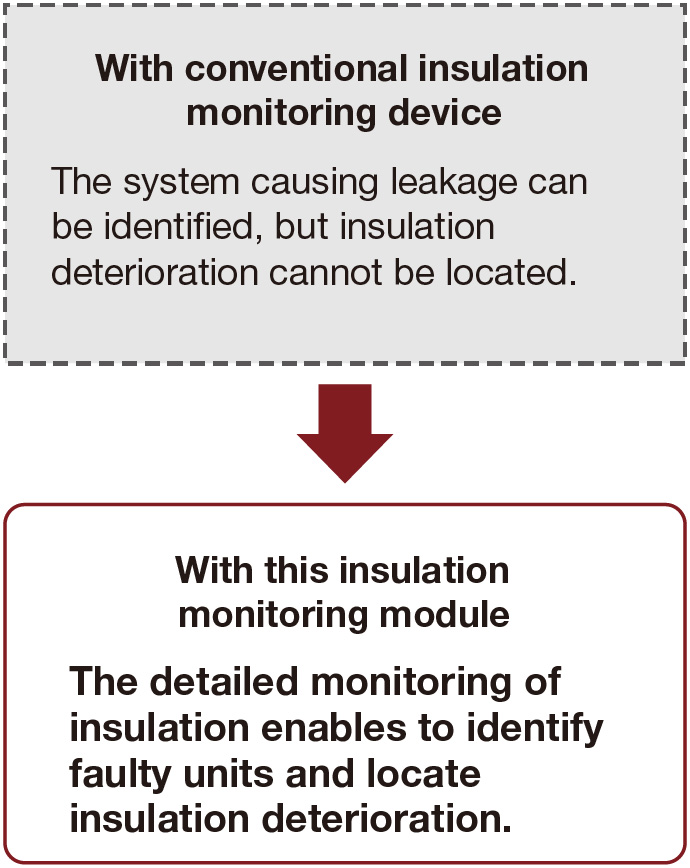 With conventional insulation
monitoring device
The system causing leakage can
be identified, but insulation
deterioration cannot be located.
With this insulation
monitoring module
The detailed monitoring of
insulation enables to identify
faulty units and locate
insulation deterioration.